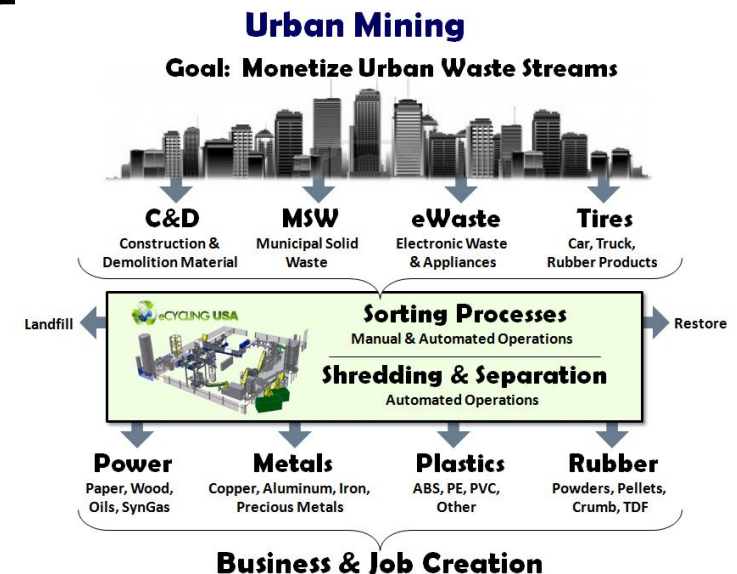 Urban Mining
Goal: Monetize Urban Waste Streams
C&D
Construction &
Demolition Material
MSW
Municipal Solid
Waste
eWaste
Electronic Waste
& Appliances
Tires
Car, Truck,
Rubber Products
Landfill
eCYCLING USA
Sorting Processes
Manual & Automated Operations
Shredding & Separation
Automated Operations
Restore
Power
Paper, Wood,
Oils, SynGas
Metals
Copper, Aluminum, Iron,
Precious Metals
Plastics
ABS, PE, PVC,
Other
Rubber
Powders, Pellets,
Crumb, TDF
Business & Job Creation